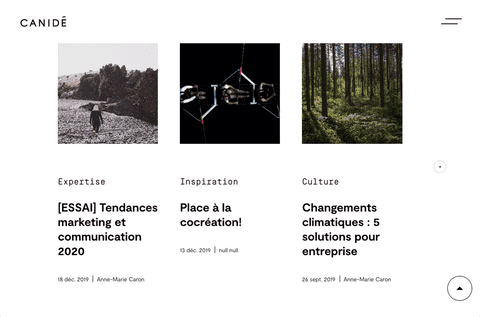 CANIDÉ
Expertise
[ESSAI] Tendances
marketing et
communication
2020
18 déc. 2019 | Anne-Marie Caron
Inspiration
Place à la
cocréation!
13 déc. 2019 | null null
Culture
Changements
climatiques : 5
solutions pour
entreprise
26 sept. 2019 | Anne-Marie Caron